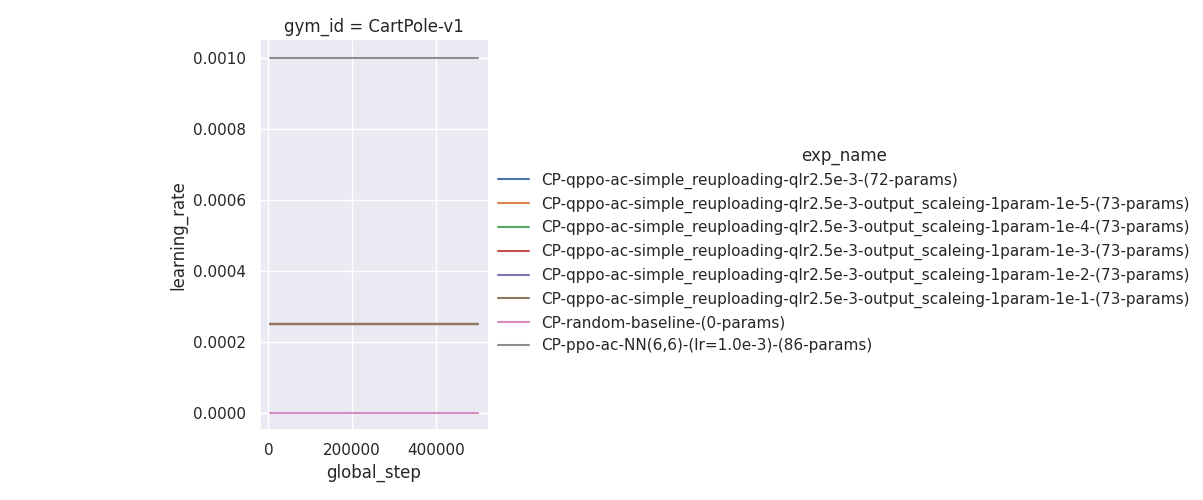 gym_id = CartPole-v1
0.0010
0.0008
0.0006
0.0004
0.0002
0.0000
learning_rate
0 200000 400000
global_step
exp_name
CP-qppo-ac-simple_reuploading-qlr2.5e-3-(72-params)
CP-qppo-ac-simple_reuploading-qlr2.5e-3-output_scaleing-1param-1e-5-(73-params)
CP-qppo-ac-simple_reuploading-qlr2.5e-3-output_scaleing-1param-1e-4-(73-params)
CP-qppo-ac-simple_reuploading-qlr2.5e-3-output_scaleing-1param-1e-3-(73-params)
CP-qppo-ac-simple_reuploading-qlr2.5e-3-output_scaleing-1param-1e-2-(73-params)
CP-qppo-ac-simple_reuploading-qlr2.5e-3-output_scaleing-1param-1e-1-(73-params)
CP-random-baseline-(0-params)
CP-ppo-ac-NN(6,6)-(lr=1.0e-3)-(86-params)